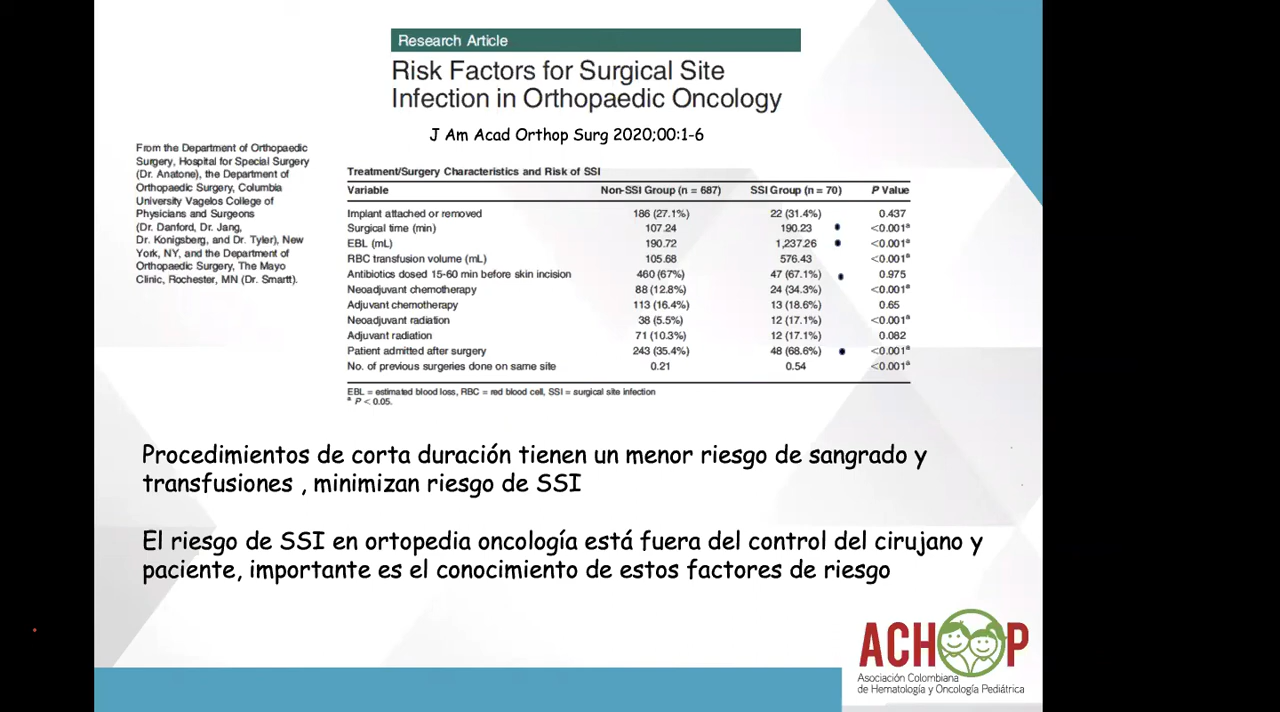 Research Article
Risk Factors for Surgical Site
Infection in Orthopaedic Oncology
J Am Acad Orthop Surg 2020;00:1-6
From the Department of Orthopaedic
Surgery, Hospital for Special Surgery
(Dr. Anatone), the Department of
Orthopaedic Surgery, Columbia
University Vagelos College of
Physicians and Surgeons
(Dr. Danford, Dr. Jang,
Dr. Konigsberg, and Dr. Tyler), New
York, NY, and the Department of
Orthopaedic Surgery, The Mayo
Clinic, Rochester, MN (Dr. Smartt).
Treatment/Surgery Characteristics and Risk of SSI
Variable Non-SSI Group (n = 687) SSI Group (n = 70) P Value
Implant attached or removed 186 (27.1%) 22 (31.4%) 0.437
Surgical time (min) 107.24 190.23 <0.001a
EBL (mL) 190.72 1,237.26 <0.001a
RBC transfusion volume (mL) 105.68 576.43 <0.001a
Antibiotics dosed 15-60 min before skin incision 460 (67%) 47 (67.1%) 0.975
Neoadjuvant chemotherapy 88 (12.8%) 24 (34.3%) <0.001a
Adjuvant chemotherapy 113 (16.4%) 13 (18.6%) 0.65
Neoadjuvant radiation 38 (5.5%) 12 (17.1%) <0.001a
Adjuvant radiation 71 (10.3%) 12 (17.1%) 0.082
Patient admitted after surgery 243 (35.4%) 48 (68.6%) <0.001a
No. of previous surgeries done on same site 0.21 0.54 <0.001a
EBL = estimated blood loss, RBC = red blood cell, SSI = surgical site infection
a P < 0.05.
Procedimientos de corta duración tienen un menor riesgo de sangrado y
transfusiones , minimizan riesgo de SSI
El riesgo de SSI en ortopedia oncología está fuera del control del cirujano y
paciente, importante es el conocimiento de estos factores de riesgo
ACHOP
Asociación Colombiana
de Hematología y Oncología Pediátrica